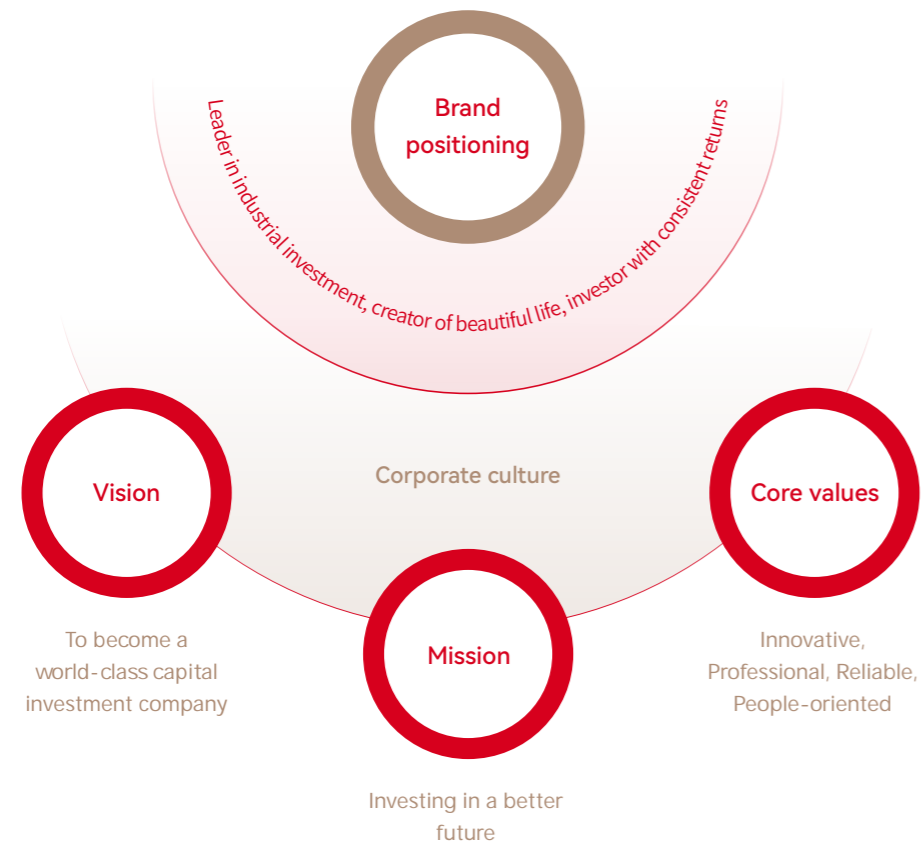 Brand
positioning
Leader in industrial investment, creator of beautiful life, investor with consistent returns
Corporate culture
Vision
To become a
world-class capital
investment company
Mission
Investing in a better
future
Core values
Innovative,
Professional, Reliable,
People-oriented